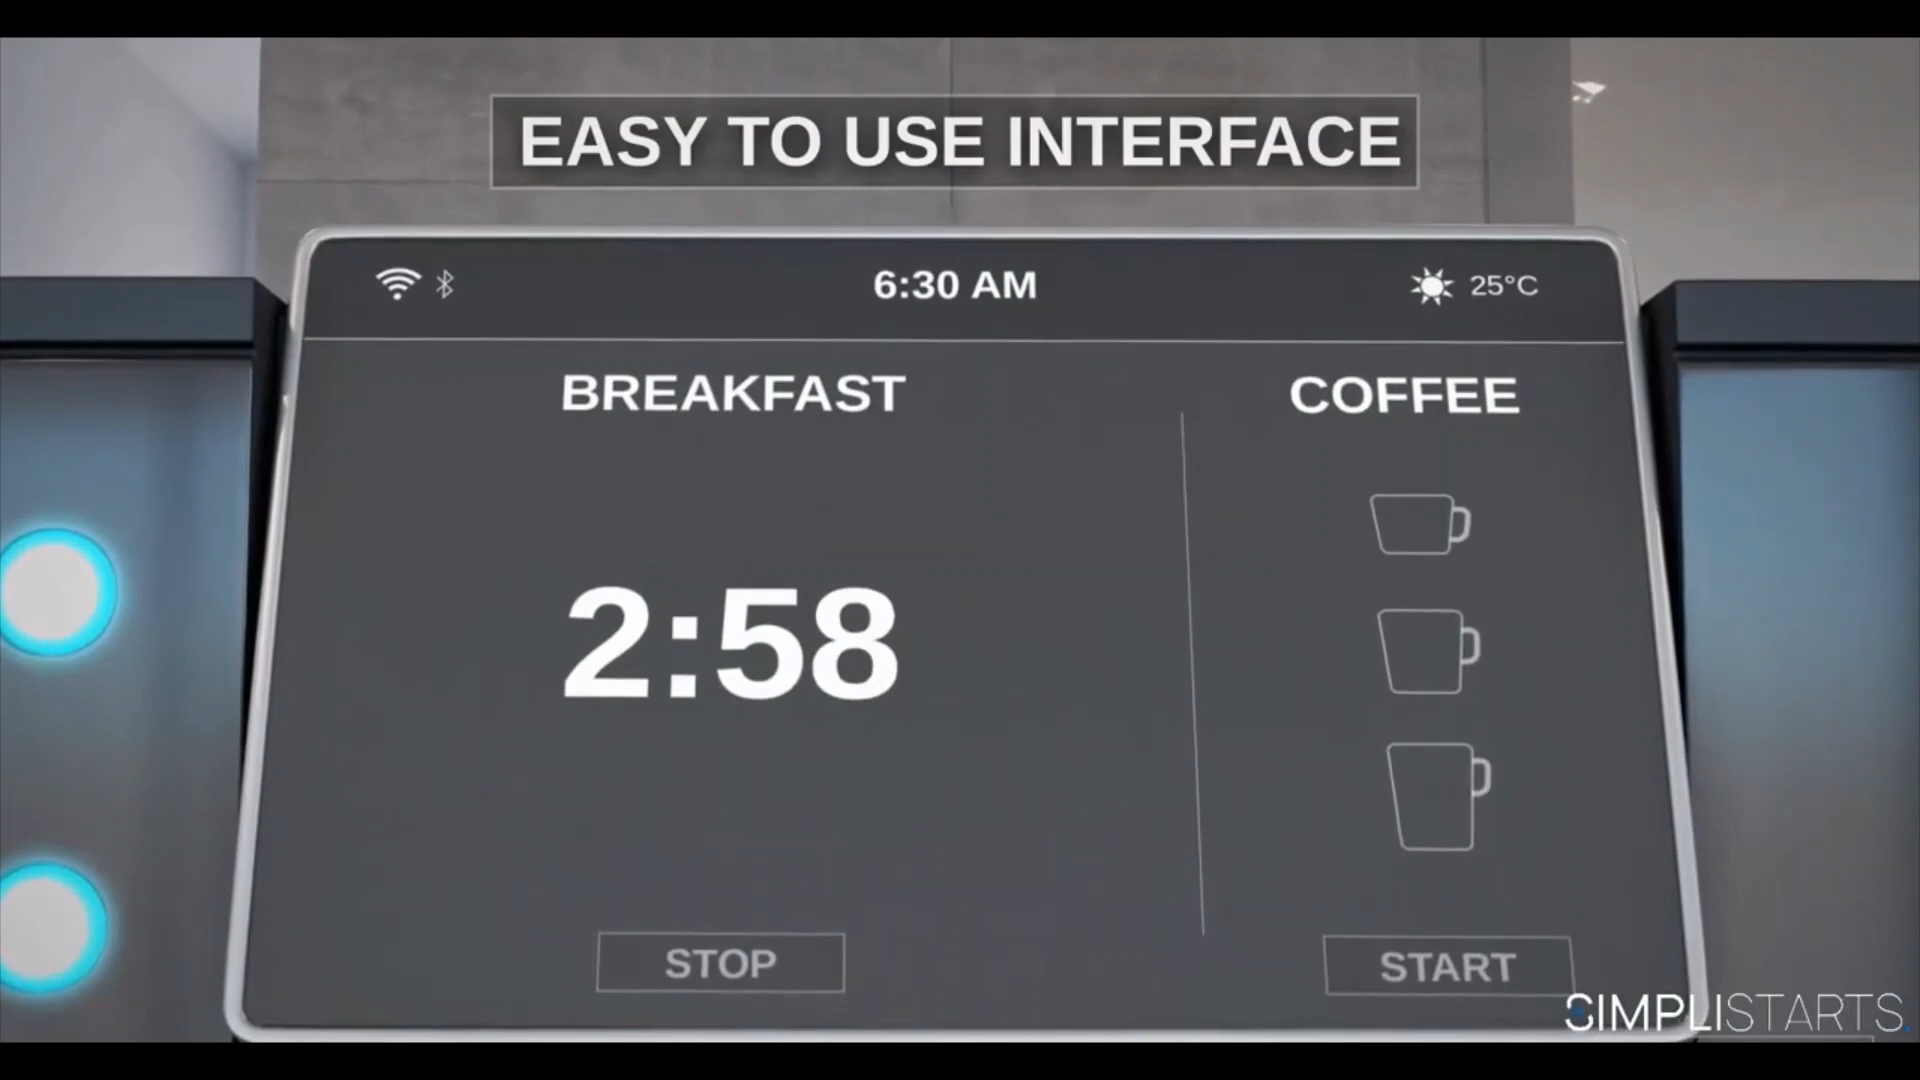 EASY TO USE INTERFACE
6:30 AM
25°C
BREAKFAST
COFFEE
2:58
STOP
START
SIMPLISTARTS.